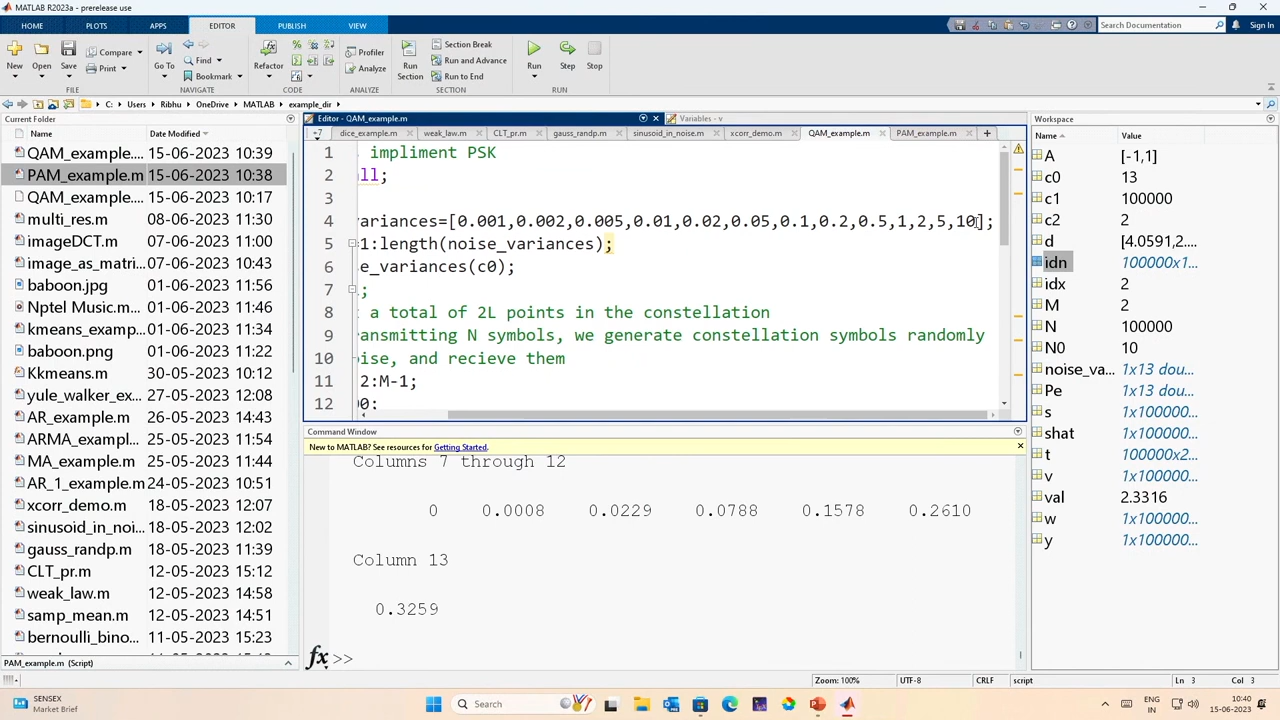 MATLAB R2023a - prerelease use
HOME PLOTS APPS EDITOR PUBLISH VIEW Search Documentation Sign In
New Open Save Compare Print Go To Find Bookmark Refactor Profiler Analyze Run Section Section Break Run and Advance Run to End Run Step Stop
FILE NAVIGATE CODE ANALYZE SECTION RUN
C: Users Ribhu OneDrive MATLAB example_dir
Current Folder
Name Date Modified
QAM_example.... 15-06-2023 10:39
PAM_example.m 15-06-2023 10:38
QAM_example.m 15-06-2023 10:17
multi_res.m 08-06-2023 11:30
imageDCT.m 07-06-2023 11:39
image_as_matri... 07-06-2023 11:38
baboon.jpg 07-06-2023 11:28
Nptel Music.m 01-06-2023 11:46
kmeans_examp... 07-06-2023 11:34
baboon.png 01-06-2023 11:22
Kkmeans.m 30-05-2023 10:52
yule_walker_ex... 27-05-2023 12:08
AR_example.m 26-05-2023 14:43
ARMA_example... 25-05-2023 11:54
MA_example.m 25-05-2023 11:44
AR_1_example.m 24-05-2023 10:51
xcorr_demo.m 18-05-2023 12:07
sinusoid_in_noi... 18-05-2023 12:02
gauss_randp.m 18-05-2023 11:39
CLT_pr.m 12-05-2023 15:12
weak_law.m 12-05-2023 14:58
samp_mean.m 12-05-2023 14:51
bernoulli_bino... 11-05-2023 15:23
PAM_example.m (Script)
Editor - QAM_example.m Variables - v
+7 dice_example.m weak_law.m CLT_pr.m gauss_randp.m sinusoid_in_noise.m xcorr_demo.m QAM_example.m PAM_example.m
1 impliment PSK
2 all;
3
4 variances=[0.001,0.002,0.005,0.01,0.02,0.05,0.1,0.2,0.5,1,2,5,10];
5 1:length(noise_variances);
6 se_variances(c0);
7 ;
8 a total of 2L points in the constellation
9 ransmitting N symbols, we generate constellation symbols randomly
10 oise, and recieve them
11 2:M-1;
12 00:
Command Window
New to MATLAB? See resources for Getting Started.
Columns 7 through 12
0 0.0008 0.0229 0.0788 0.1578 0.2610
Column 13
0.3259
fx >>
Workspace
Name Value
A [-1,1]
c0 13
c1 100000
c2 2
d [4.0591,2....
idn 100000x1...
idx 2
M 2
N 100000
N0 10
noise_va... 1x13 dou...
Pe 1x13 dou...
s 1x100000...
shat 1x100000...
t 100000x2...
v 1x100000...
val 2.3316
w 1x100000...
y 1x100000...
Zoom: 100% UTF-8 CRLF script Ln 3 Col 3
SENSEX
Market Brief
Search
ENG
IN
10:40
15-06-2023